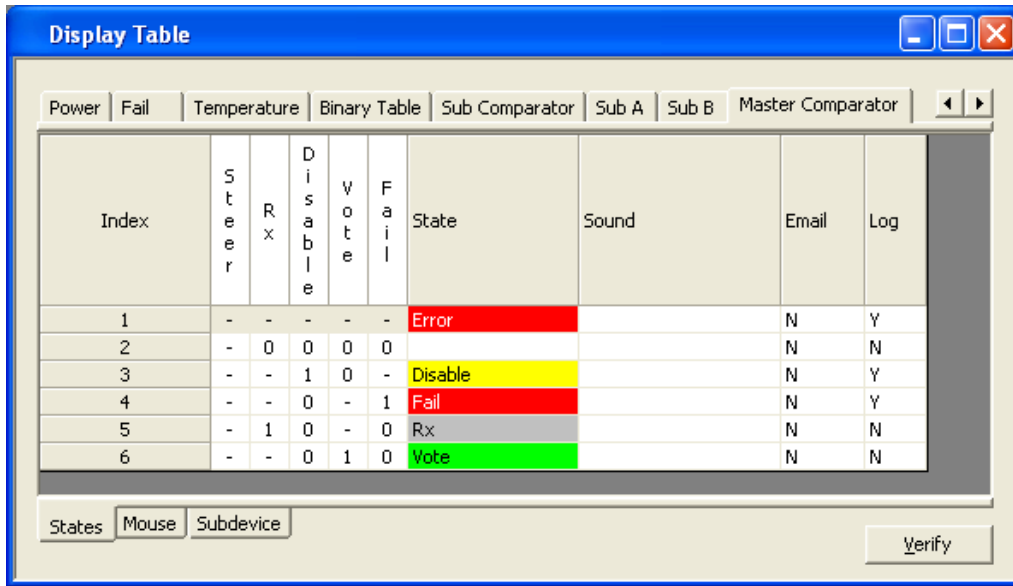 Display Table
Power Fail Temperature Binary Table Sub Comparator Sub A Sub B Master Comparator
Index Steer Rx Disable Vote Fail State Sound Email Log
1 - - - - - Error N Y
2 - 0 0 0 0 N N
3 - - 1 0 - Disable N Y
4 - - 0 - 1 Fail N Y
5 - 1 0 - 0 Rx N N
6 - - 0 1 0 Vote N N
States Mouse Subdevice
Verify